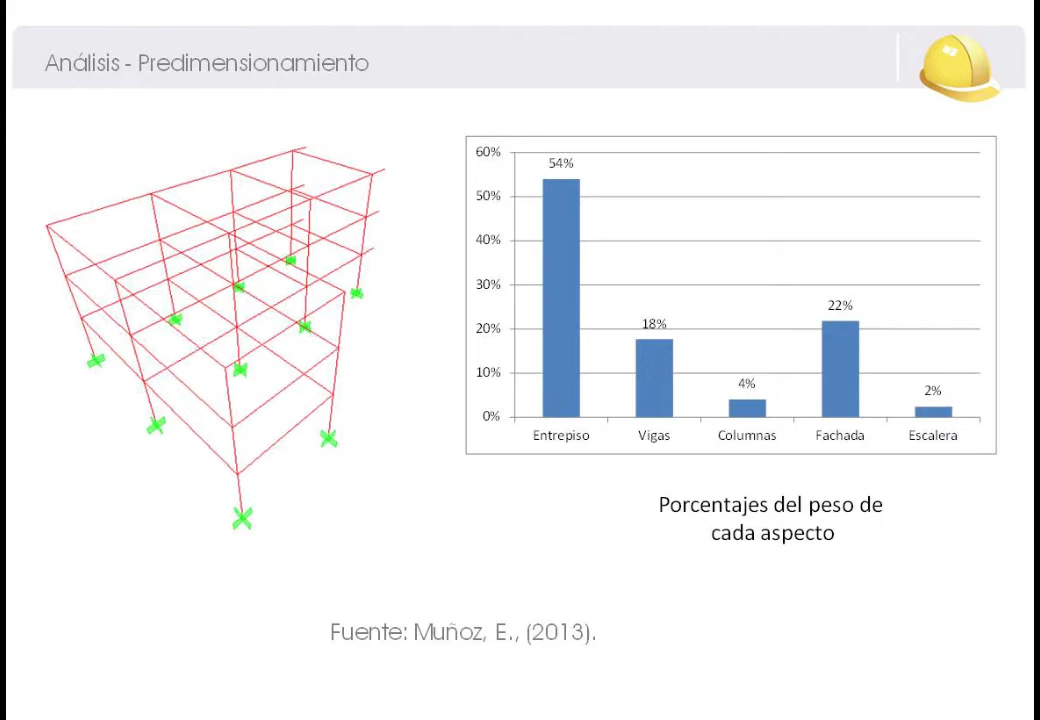 Análisis - Predimensionamiento
60%
50%
40%
30%
20%
10%
0%
54%
18%
4%
22%
2%
Entrepiso
Vigas
Columnas
Fachada
Escalera
Porcentajes del peso de
cada aspecto
Fuente: Muñoz, E., (2013).